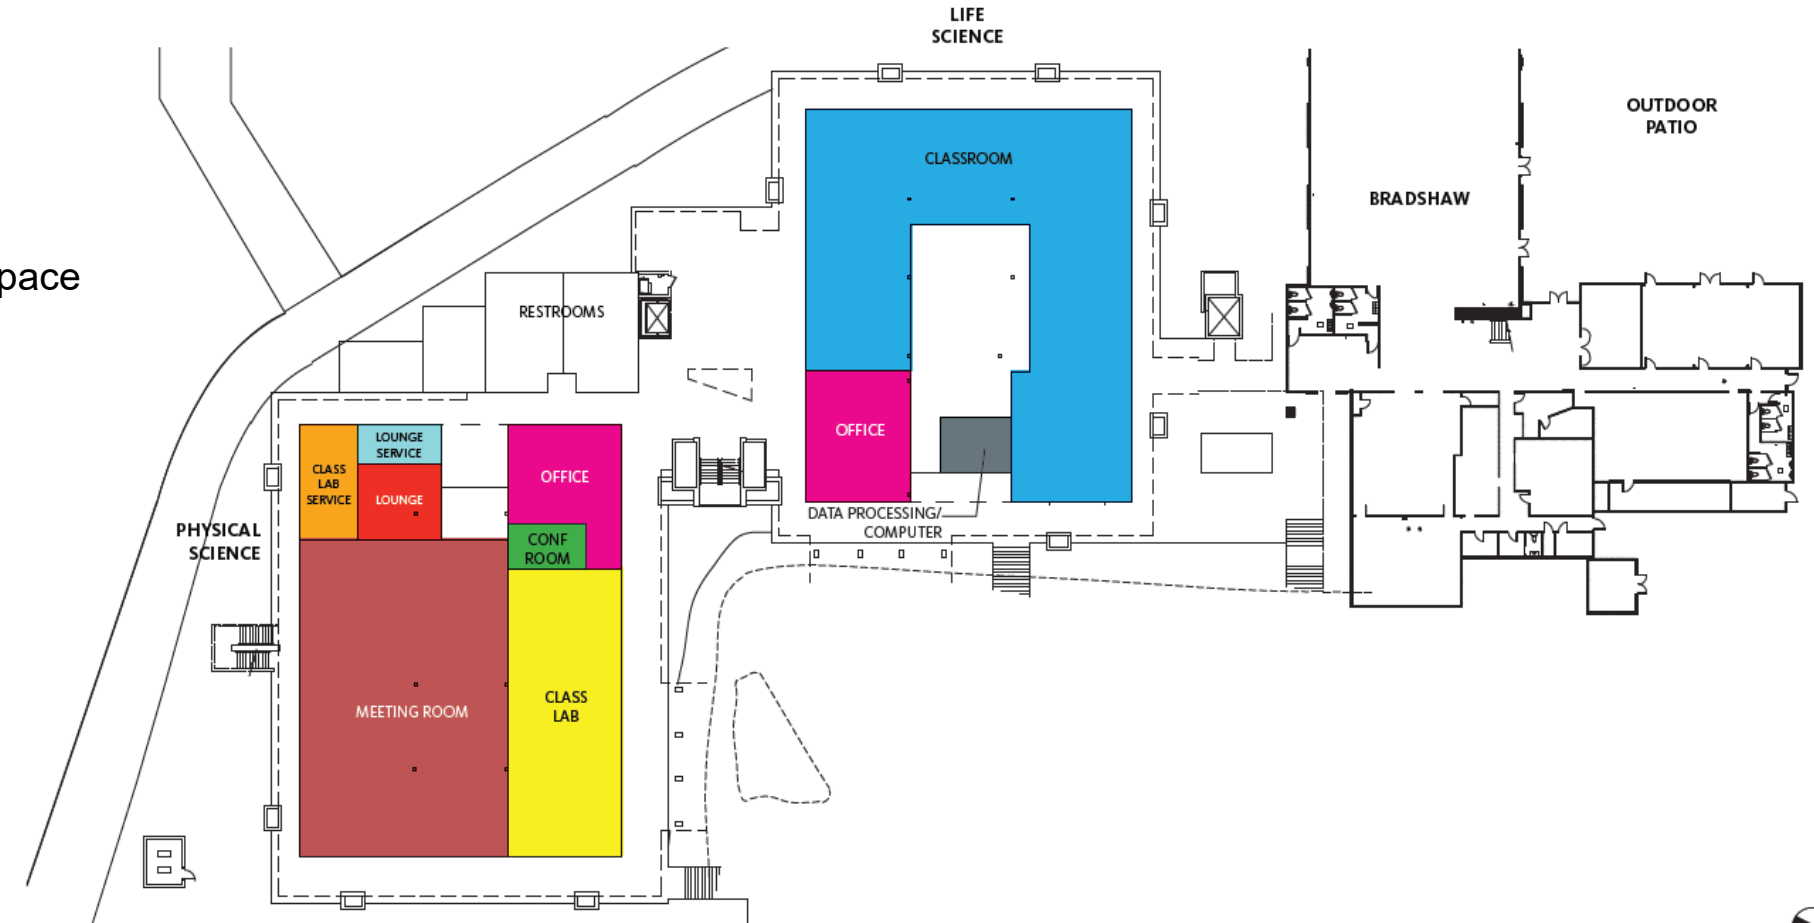 LIFE
SCIENCE
OUTDOOR
PATIO
CLASSROOM
BRADSHAW
pace
RESTROOMS
OFFICE
LOUNGE
SERVICE
CLASS
LAB
SERVICE
LOUNGE
OFFICE
DATA PROCESSING/
COMPUTER
PHYSICAL
SCIENCE
CONF
ROOM
MEETING ROOM
CLASS
LAB